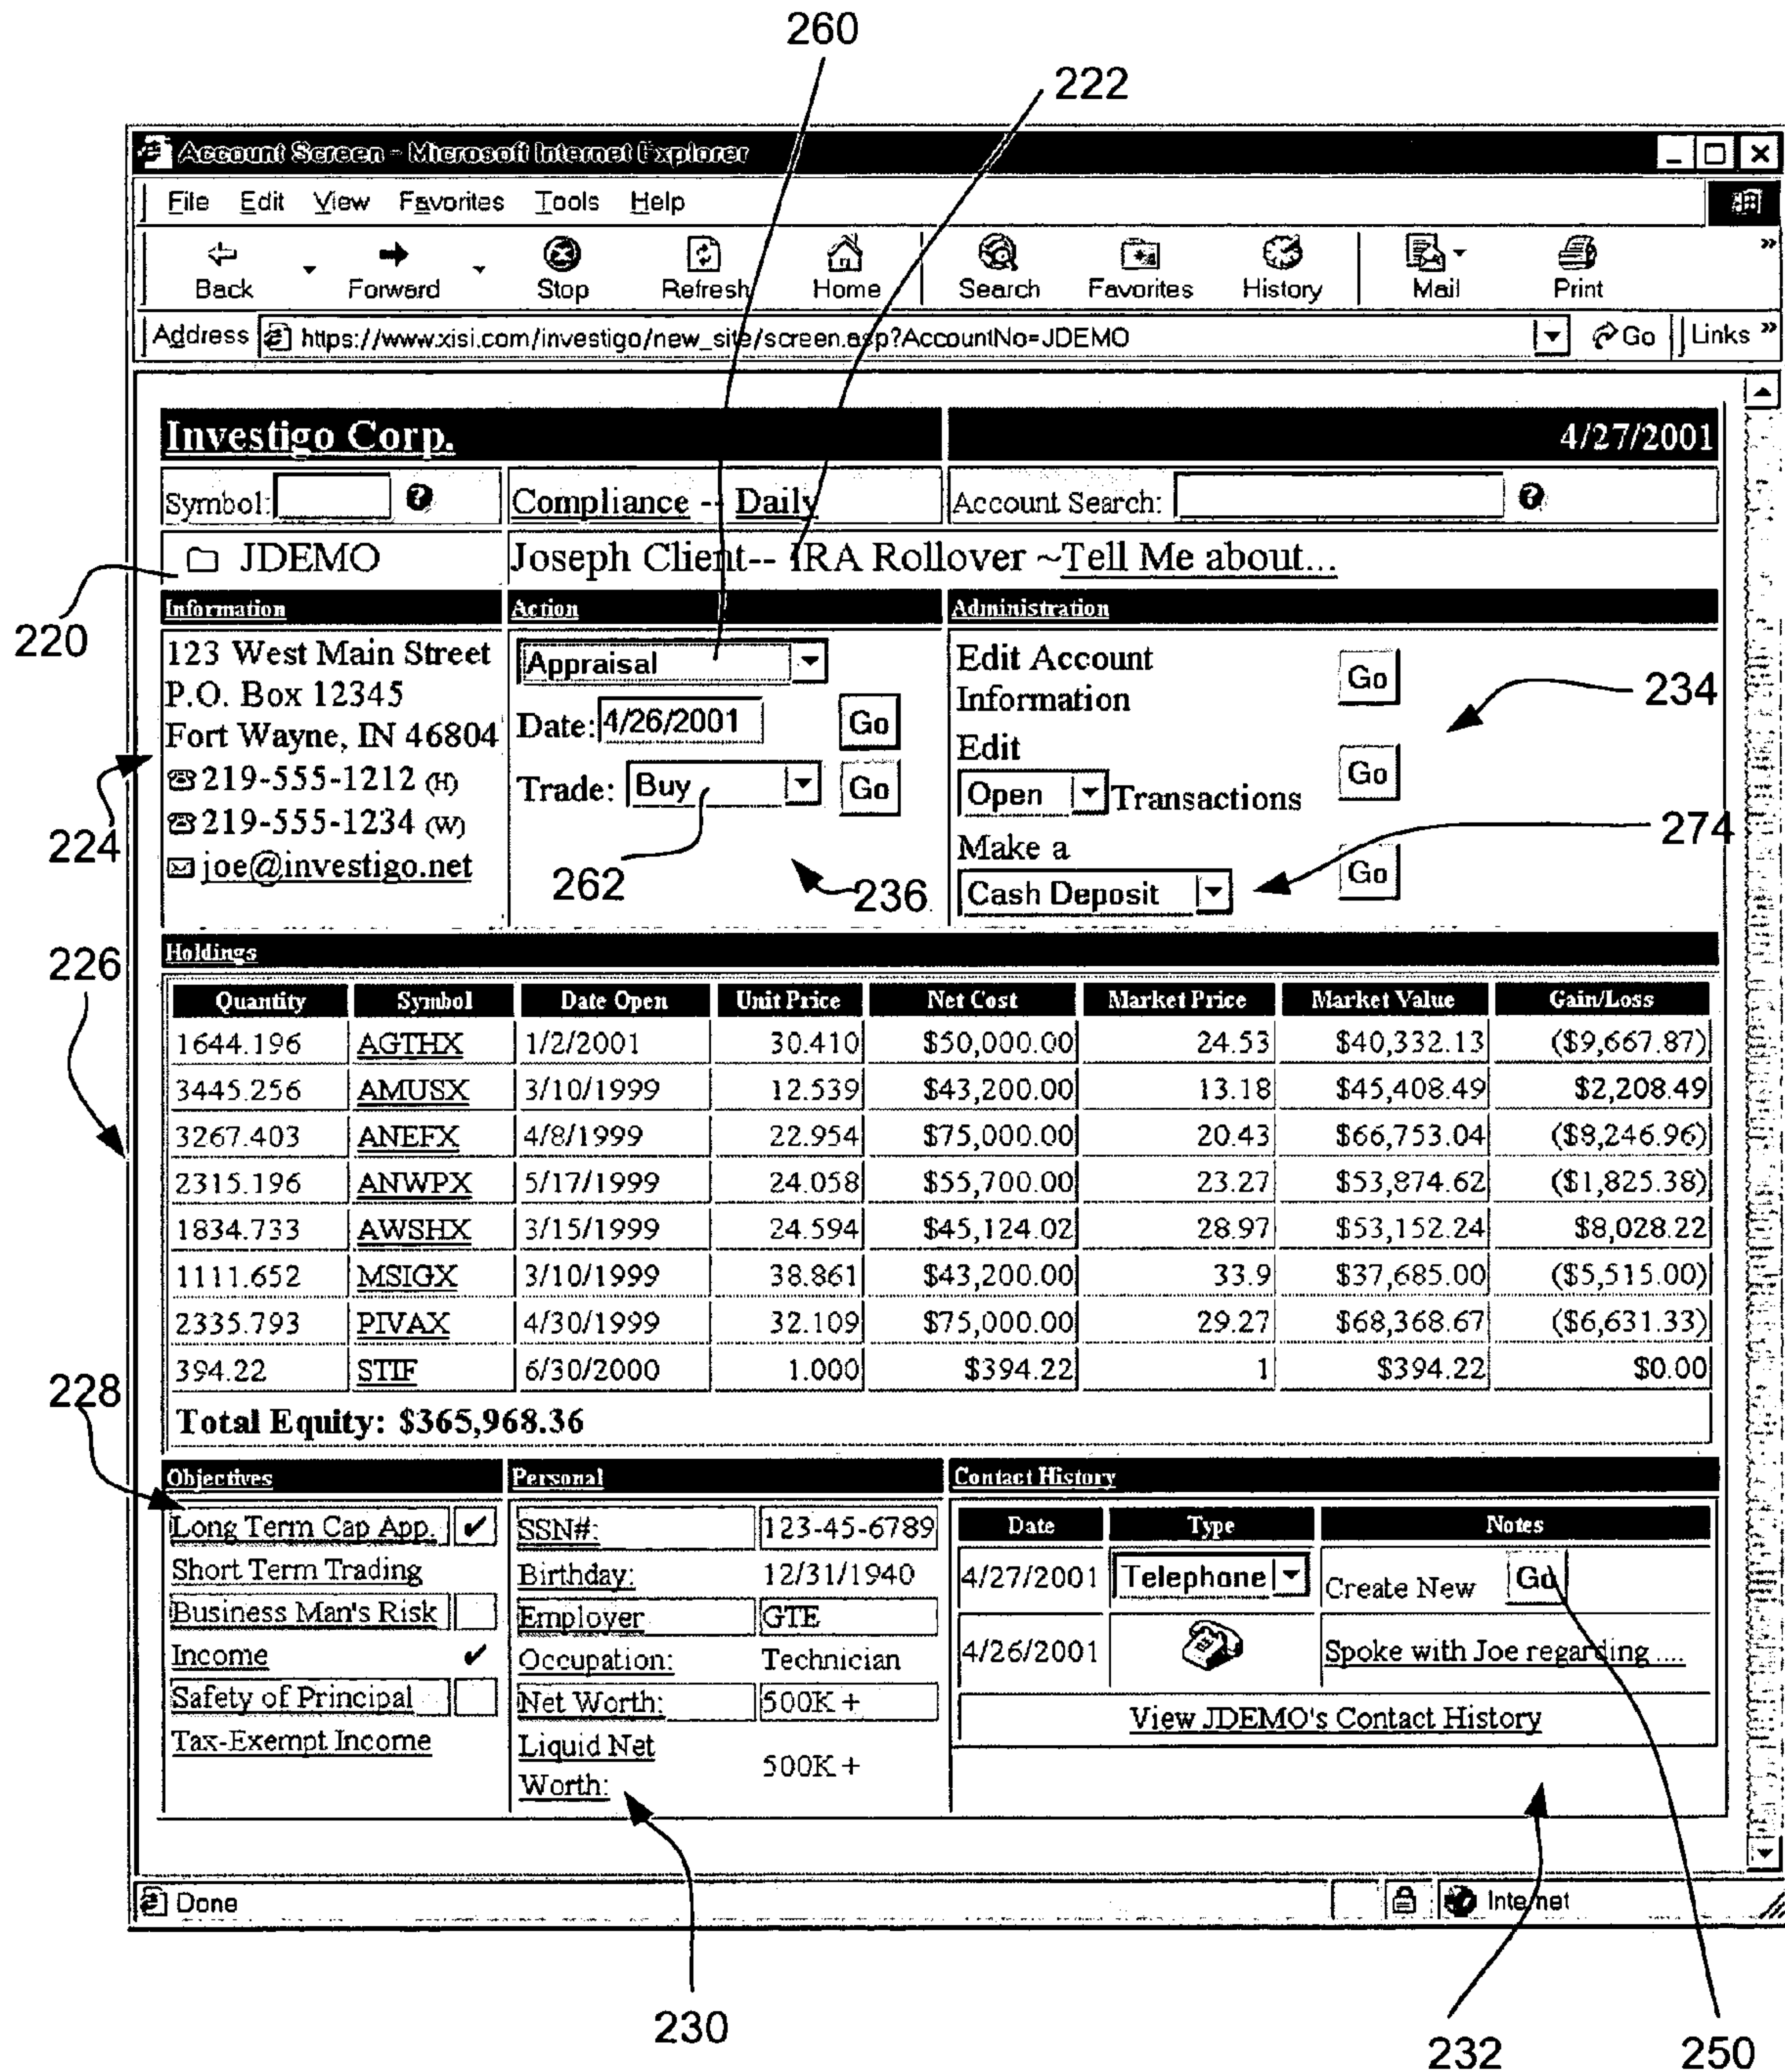 260
222
Account Screen - Microsoft Internet Explorer
File Edit View Favorites Tools Help
Back Forward Stop Refresh Home Search Favorites History Mail Print »
Address https://www.xisi.com/investigo/new_site/screen.asp?AccountNo=JDEMO Go Links »
Investigo Corp. 4/27/2001
Symbol: ? Compliance -- Daily Account Search: ?
JDEMO Joseph Client-- IRA Rollover ~Tell Me about...
220
Information Action Administration
123 West Main Street
P.O. Box 12345
Fort Wayne, IN 46804
219-555-1212 (H)
219-555-1234 (W)
joe@investigo.net
224
Appraisal
Date: 4/26/2001 Go
Trade: Buy Go
262
236
Edit Account Go
Information
234
Edit
Open Transactions Go
274
Make a
Cash Deposit Go
226
Holdings
Quantity Symbol Date Open Unit Price Net Cost Market Price Market Value Gain/Loss
1644.196 AGTHX 1/2/2001 30.410 $50,000.00 24.53 $40,332.13 ($9,667.87)
3445.256 AMUSX 3/10/1999 12.539 $43,200.00 13.18 $45,408.49 $2,208.49
3267.403 ANEFX 4/8/1999 22.954 $75,000.00 20.43 $66,753.04 ($8,246.96)
2315.196 ANWPX 5/17/1999 24.058 $55,700.00 23.27 $53,874.62 ($1,825.38)
1834.733 AWSHX 3/15/1999 24.594 $45,124.02 28.97 $53,152.24 $8,028.22
1111.652 MSIGX 3/10/1999 38.861 $43,200.00 33.9 $37,685.00 ($5,515.00)
2335.793 PIVAX 4/30/1999 32.109 $75,000.00 29.27 $68,368.67 ($6,631.33)
394.22 STIF 6/30/2000 1.000 $394.22 1 $394.22 $0.00
Total Equity: $365,968.36
228
Objectives Personal Contact History
Long Term Cap App. ✔
Short Term Trading
Business Man's Risk
Income ✔
Safety of Principal
Tax-Exempt Income
SSN#: 123-45-6789
Birthday: 12/31/1940
Employer GTE
Occupation: Technician
Net Worth: 500K +
Liquid Net
Worth: 500K +
Date Type Notes
4/27/2001 Telephone Create New Go
4/26/2001 Spoke with Joe regarding ....
View JDEMO's Contact History
Done Internet
230
232
250